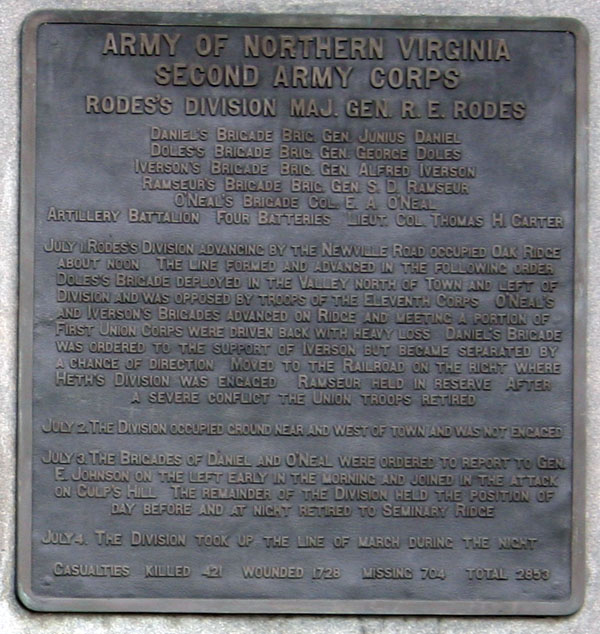 ARMY OF NORTHERN VIRGINIA
SECOND ARMY CORPS
RODES'S DIVISION MAJ. GEN. R. E. RODES
DANIEL'S BRIGADE BRIG. GEN. JUNIUS DANIEL
DOLES'S BRIGADE BRIG. GEN. GEORGE DOLES
IVERSON'S BRIGADE BRIG. GEN. ALFRED IVERSON
RAMSEUR'S BRIGADE BRIG. GEN. S. D. RAMSEUR
O'NEAL'S BRIGADE COL. E. A. O'NEAL
ARTILLERY BATTALION FOUR BATTERIES LIEUT. COL. THOMAS H. CARTER
JULY 1. RODES'S DIVISION ADVANCING BY THE NEWVILLE ROAD OCCUPIED OAK RIDGE
ABOUT NOON THE LINE FORMED AND ADVANCED IN THE FOLLOWING ORDER
DOLES'S BRIGADE DEPLOYED IN THE VALLEY NORTH OF TOWN AND LEFT OF
DIVISION AND WAS OPPOSED BY TROOPS OF THE ELEVENTH CORPS O'NEAL'S
AND IVERSON'S BRIGADES ADVANCED ON RIDGE AND MEETING A PORTION OF
FIRST UNION CORPS WERE DRIVEN BACK WITH HEAVY LOSS DANIEL'S BRIGADE
WAS ORDERED TO THE SUPPORT OF IVERSON BUT BECAME SEPARATED BY
A CHANGE OF DIRECTION MOVED TO THE RAILROAD ON THE RIGHT WHERE
HETH'S DIVISION WAS ENGAGED RAMSEUR HELD IN RESERVE AFTER
A SEVERE CONFLICT THE UNION TROOPS RETIRED
JULY 2. THE DIVISION OCCUPIED GROUND NEAR AND WEST OF TOWN AND WAS NOT ENGAGED
JULY 3. THE BRIGADES OF DANIEL AND O'NEAL WERE ORDERED TO REPORT TO GEN.
E. JOHNSON ON THE LEFT EARLY IN THE MORNING AND JOINED IN THE ATTACK
ON CULP'S HILL THE REMAINDER OF THE DIVISION HELD THE POSITION OF
DAY BEFORE AND AT NIGHT RETIRED TO SEMINARY RIDGE
JULY 4. THE DIVISION TOOK UP THE LINE OF MARCH DURING THE NIGHT
CASUALTIES KILLED 421 WOUNDED 1728 MISSING 704 TOTAL 2853